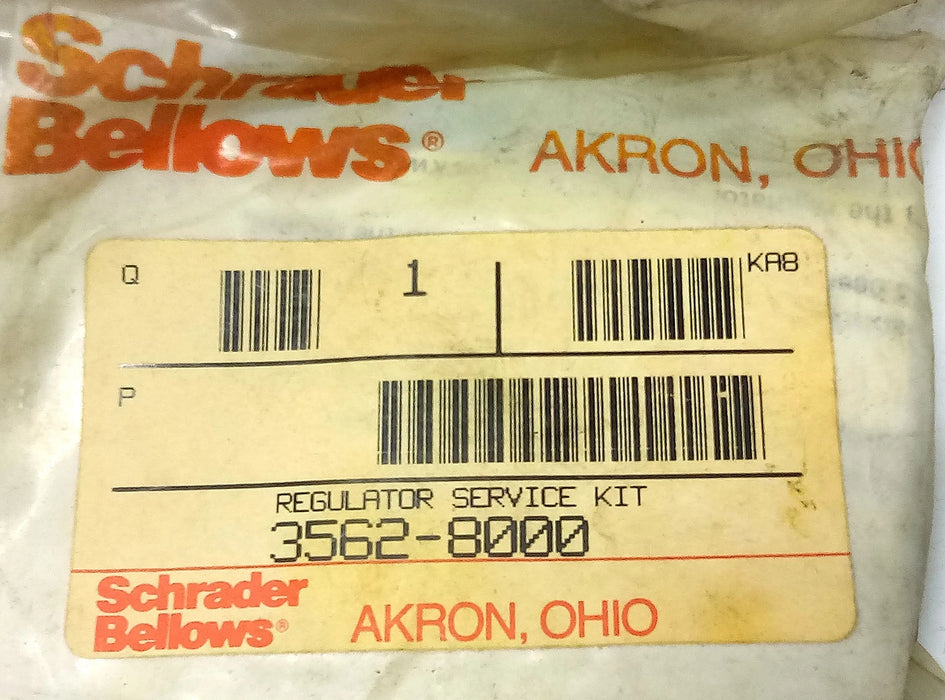 Schrader
Bellows®
AKRON, OHIO
Q 1 KA8
P
REGULATOR SERVICE KIT
3562-8000
Schrader
Bellows®
AKRON, OHIO